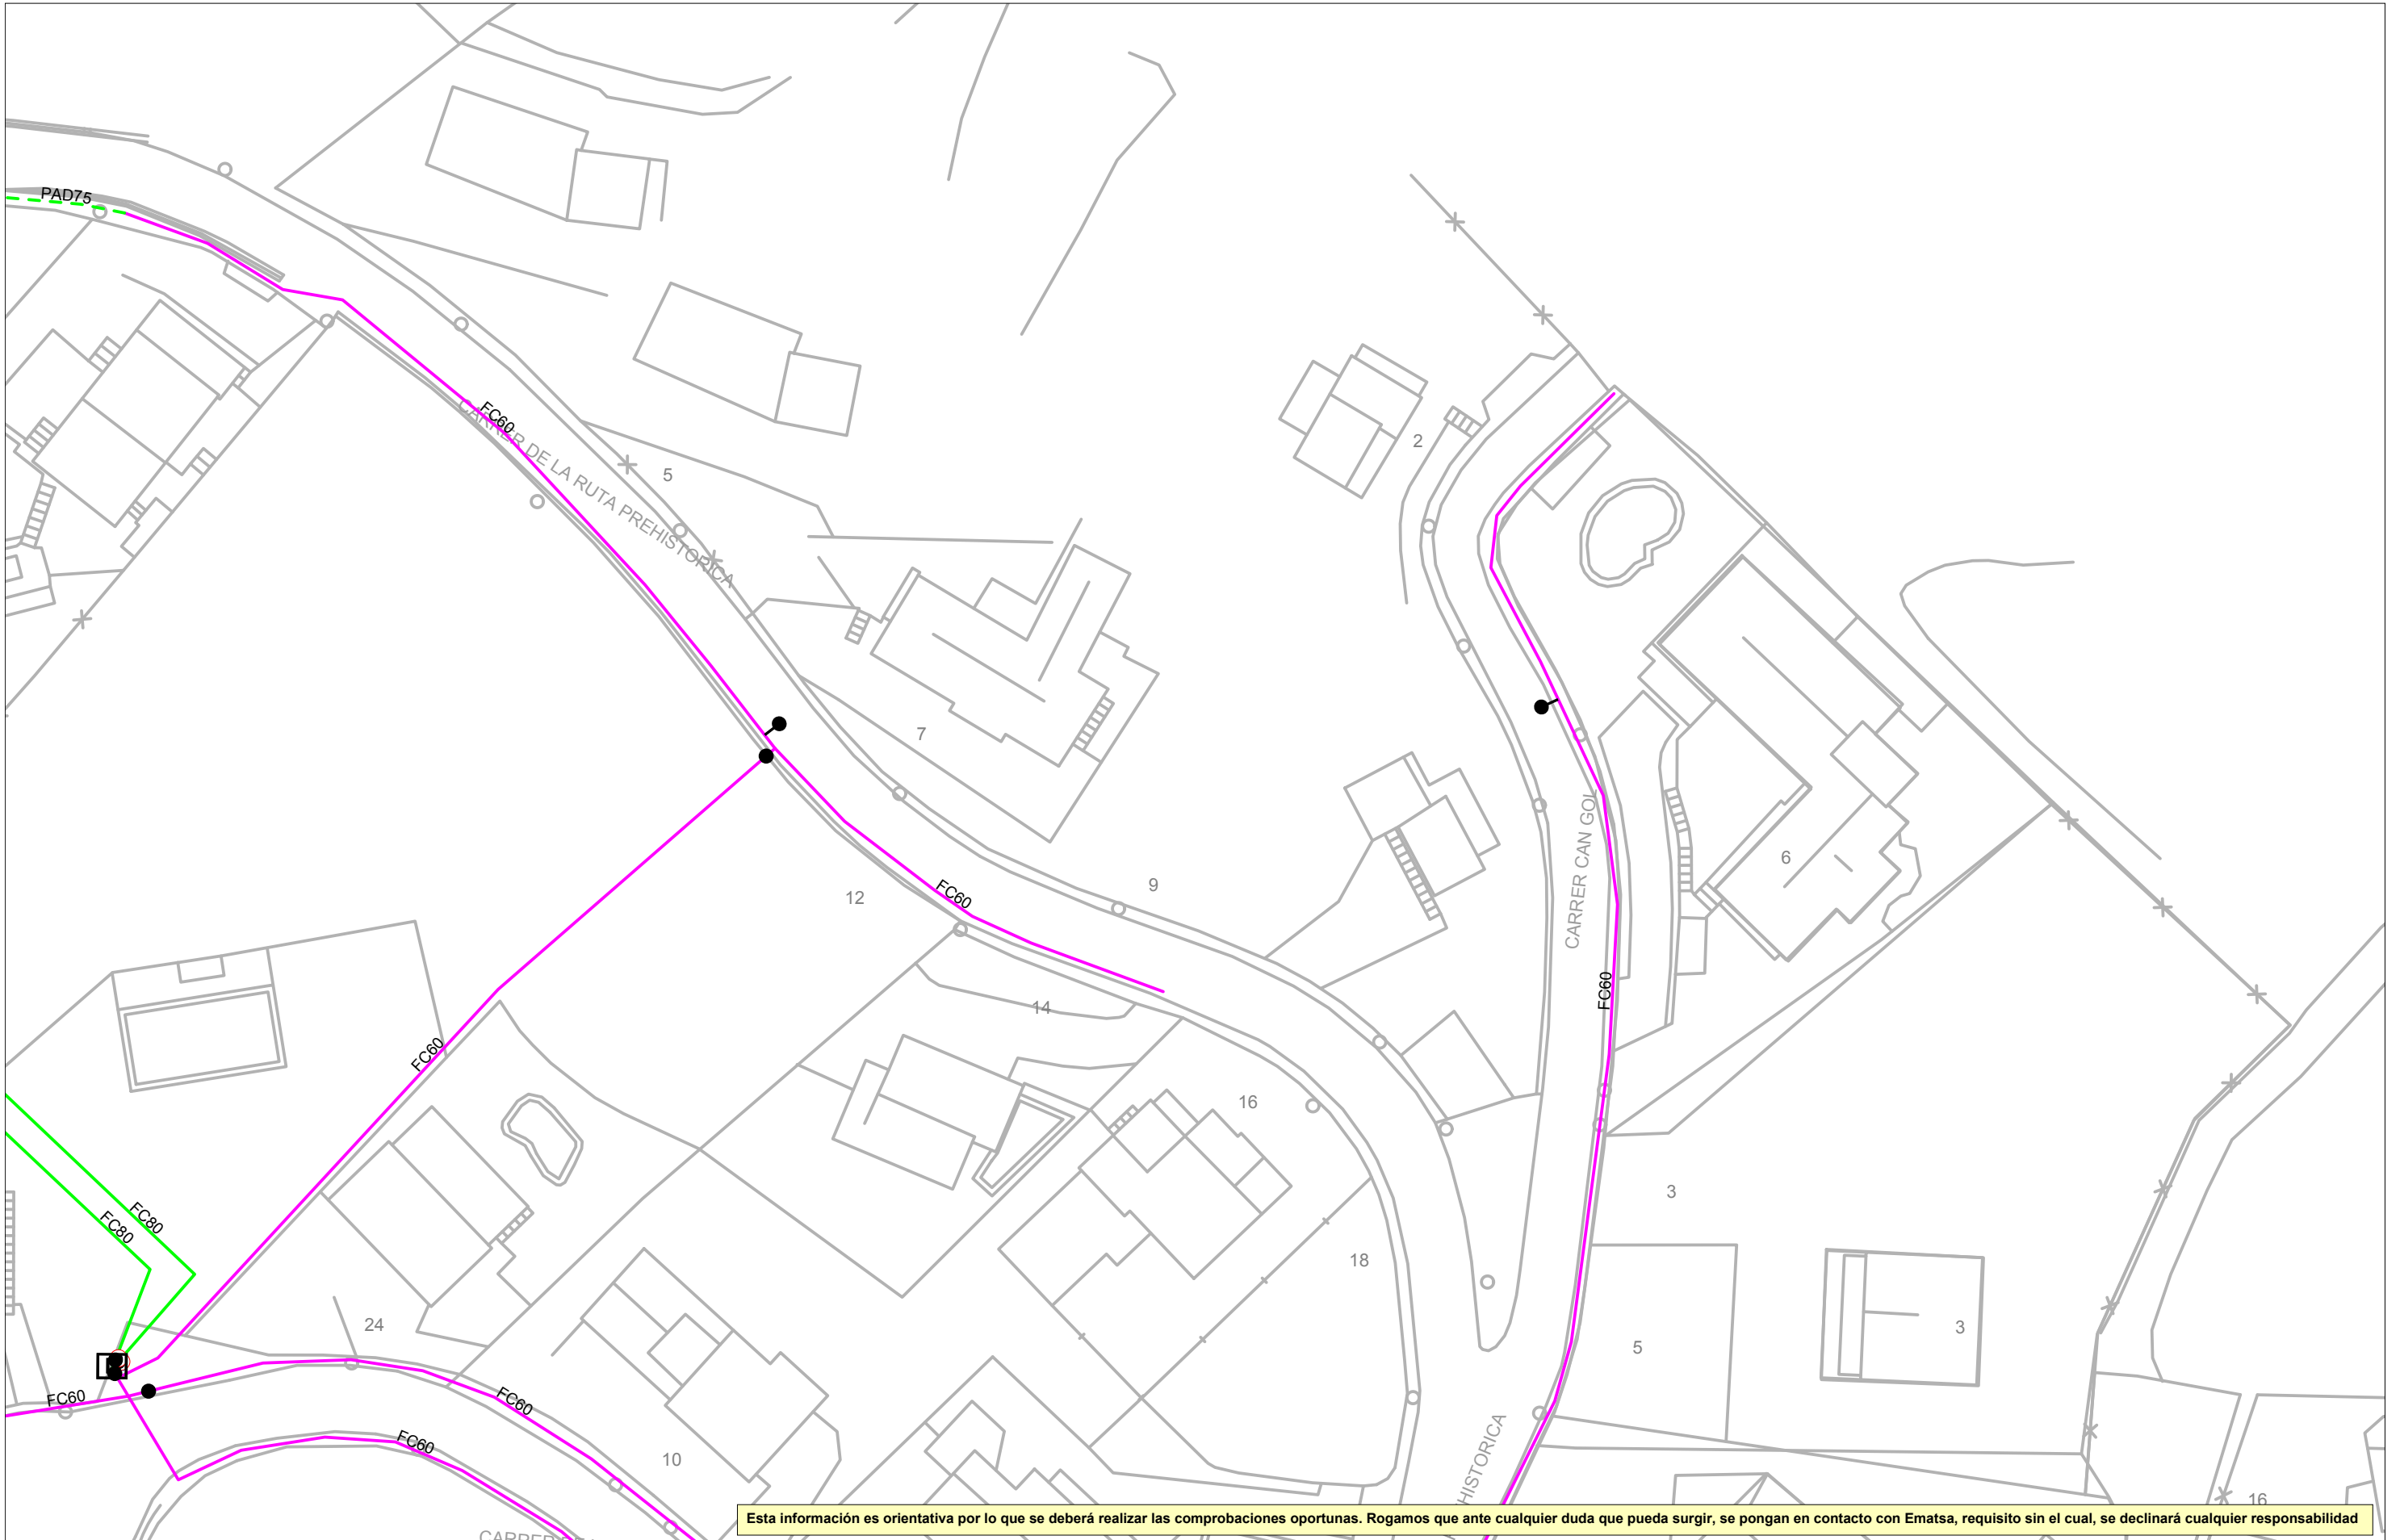 PAD75
FC60
CARRER DE LA RUTA PREHISTORICA
2
5
7
6
CARRER CAN GOL
9
12
FC60
FC60
14
FC60
16
3
FC80
FC80
18
24
3
5
FC60
FC60
FC60
HISTORICA
10
16
Esta información es orientativa por lo que se deberá realizar las comprobaciones oportunas. Rogamos que ante cualquier duda que pueda surgir, se pongan en contacto con Ematsa, requisito sin el cual, se declinará cualquier responsabilidad
CARRER